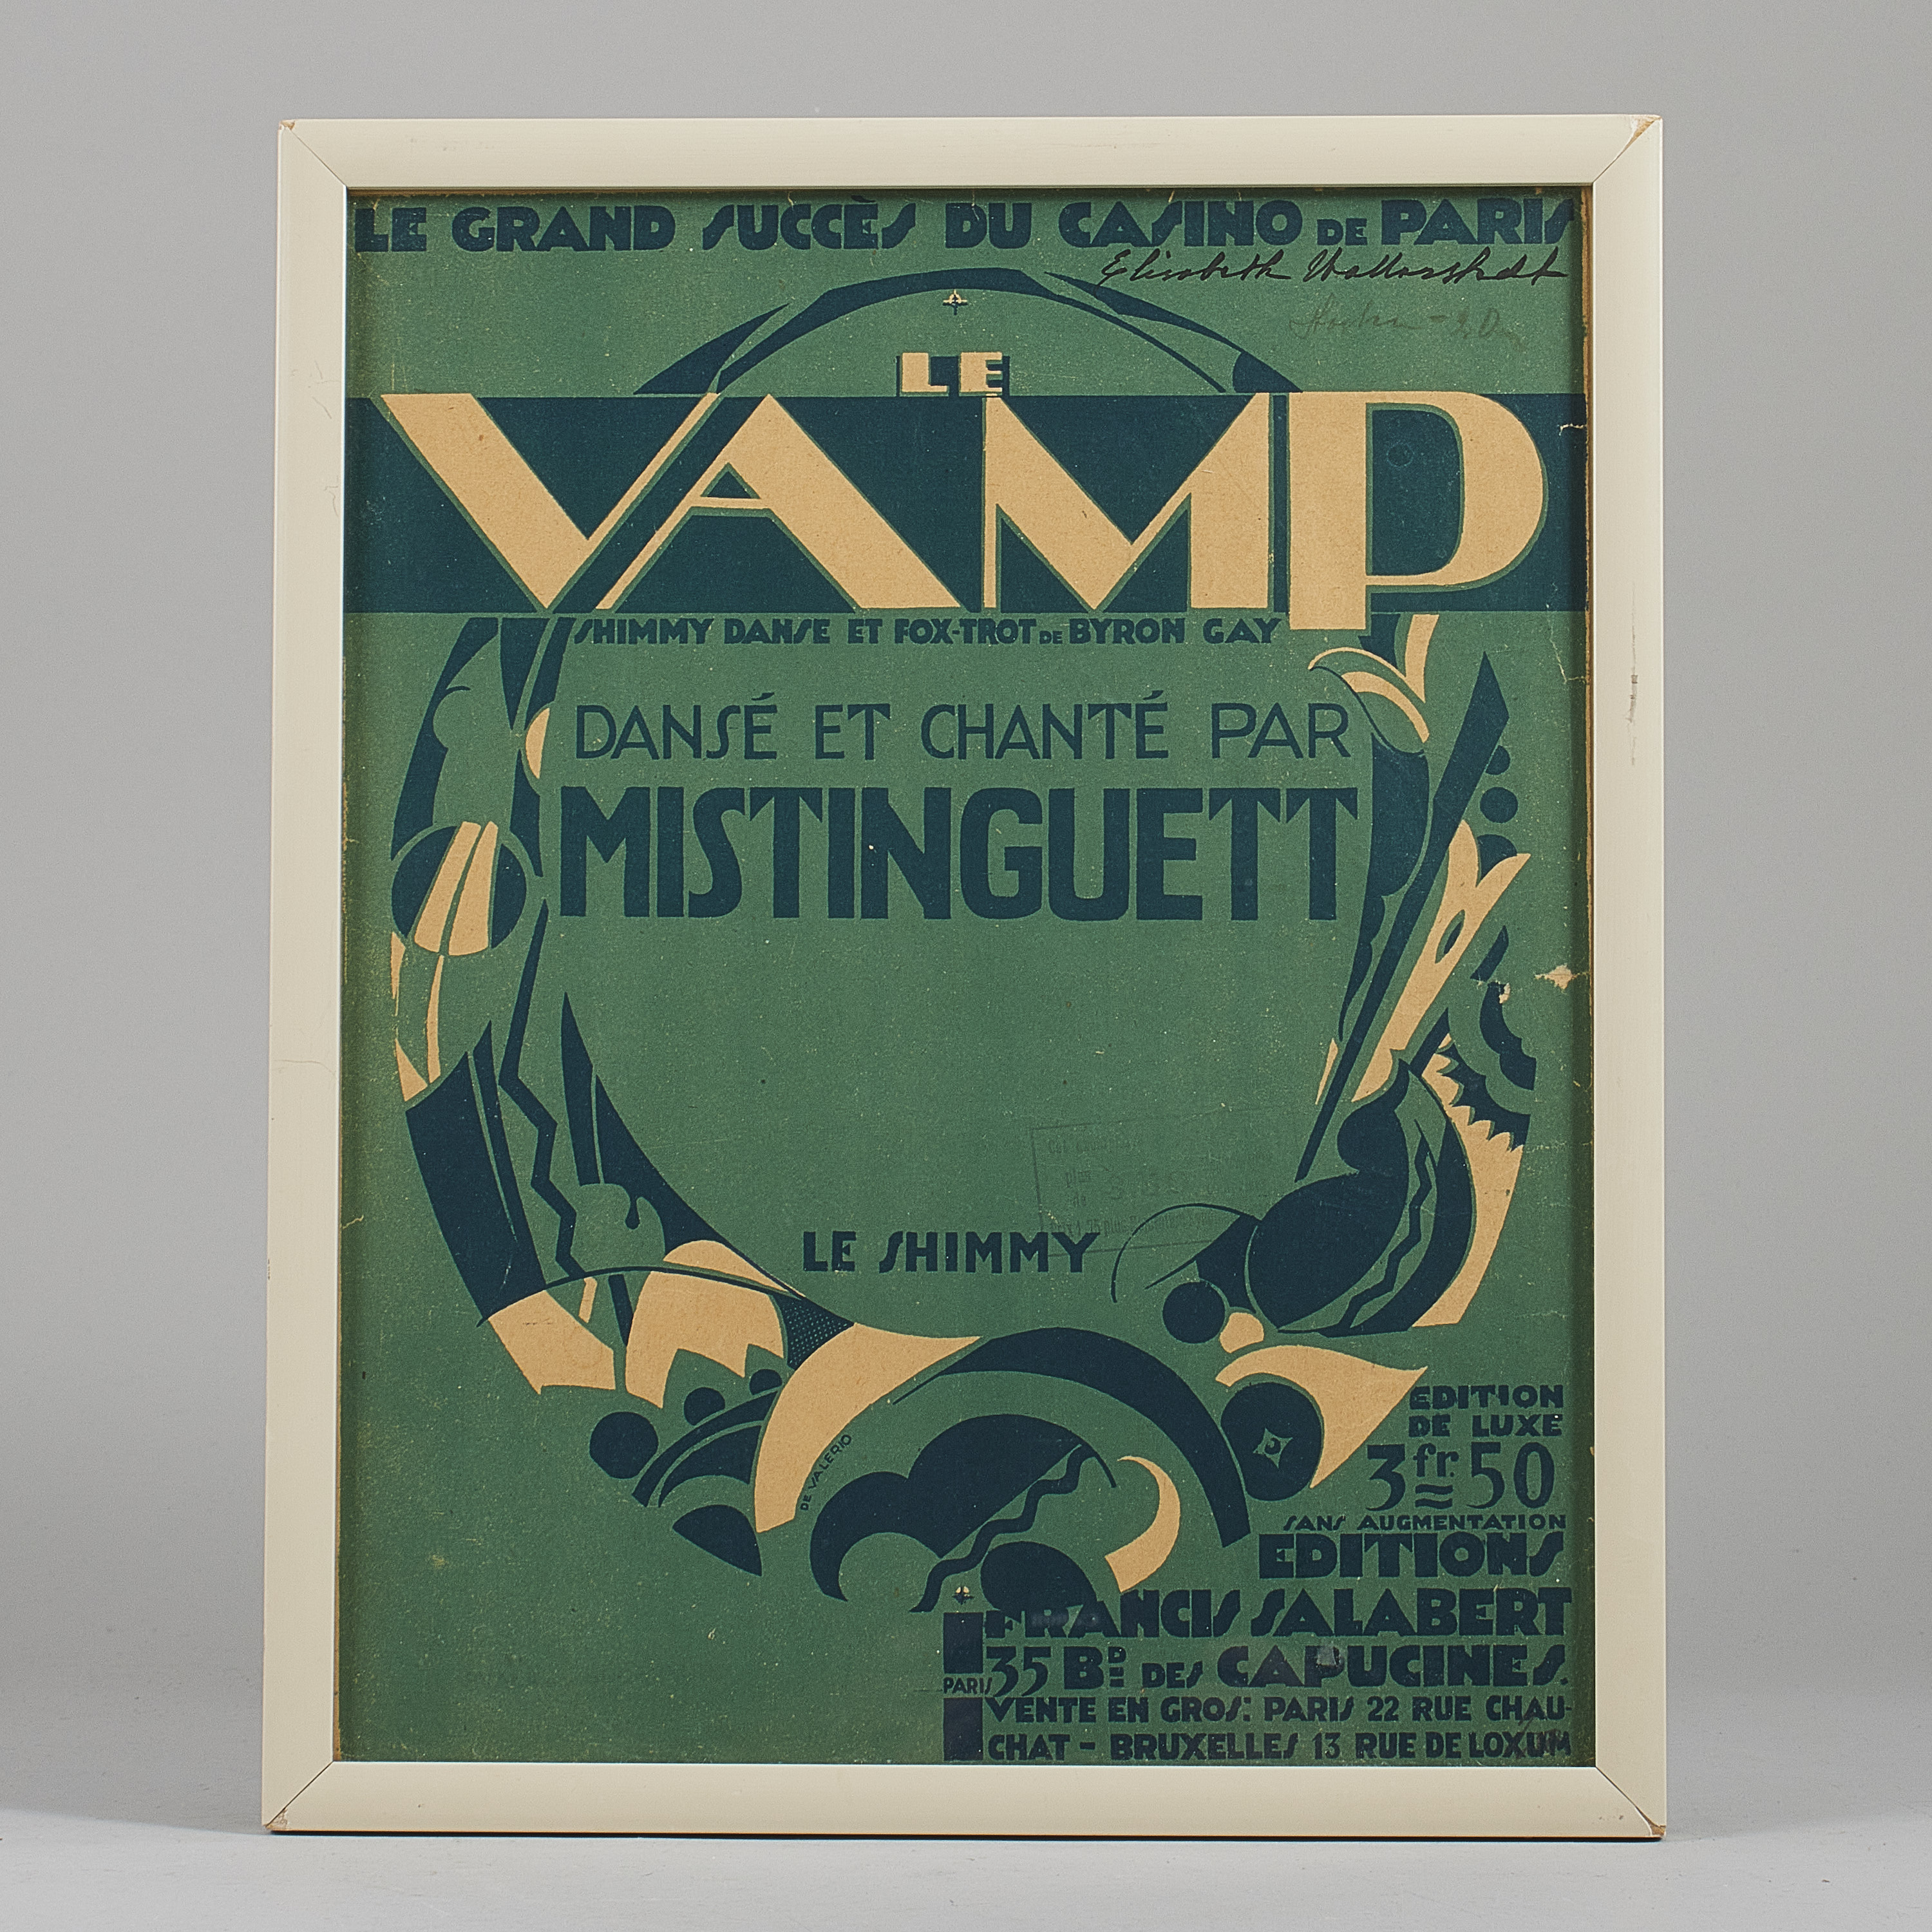 LE GRAND SUCCÈS DU CASINO DE PARIS
Elisabeth
LE
VAMP
SHIMMY DANSE ET FOX-TROT DE BYRON GAY
DANSÉ ET CHANTÉ PAR
MISTINGUETT
LE SHIMMY
DE VALERIO
EDITION
DE LUXE
3fr.50
SANS AUGMENTATION
EDITIONS
FRANCIS SALABERT
PARIS 35 BD DES CAPUCINES.
VENTE EN GROS: PARIS 22 RUE CHAU-
CHAT - BRUXELLES 13 RUE DE LOXUM